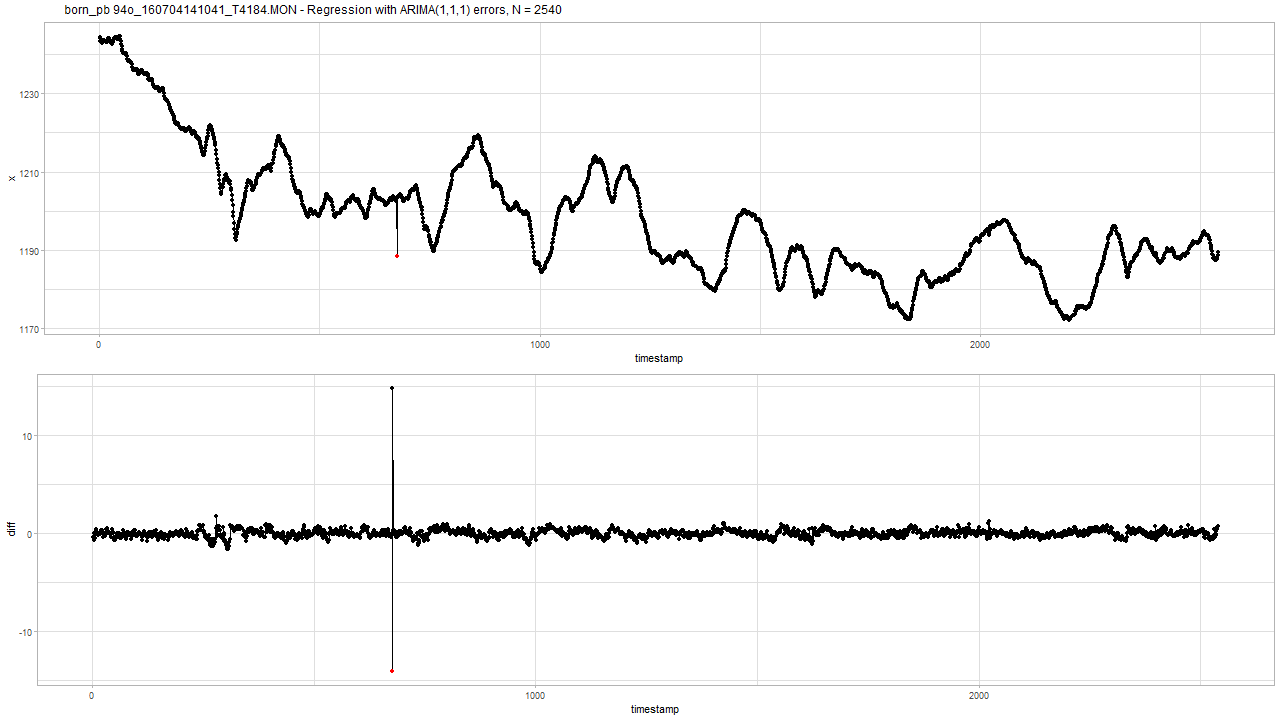 born_pb 94o_160704141041_T4184.MON - Regression with ARIMA(1,1,1) errors, N = 2540
1230
1210
1190
1170
x
0
1000
2000
timestamp
10
0
-10
diff
0
1000
2000
timestamp